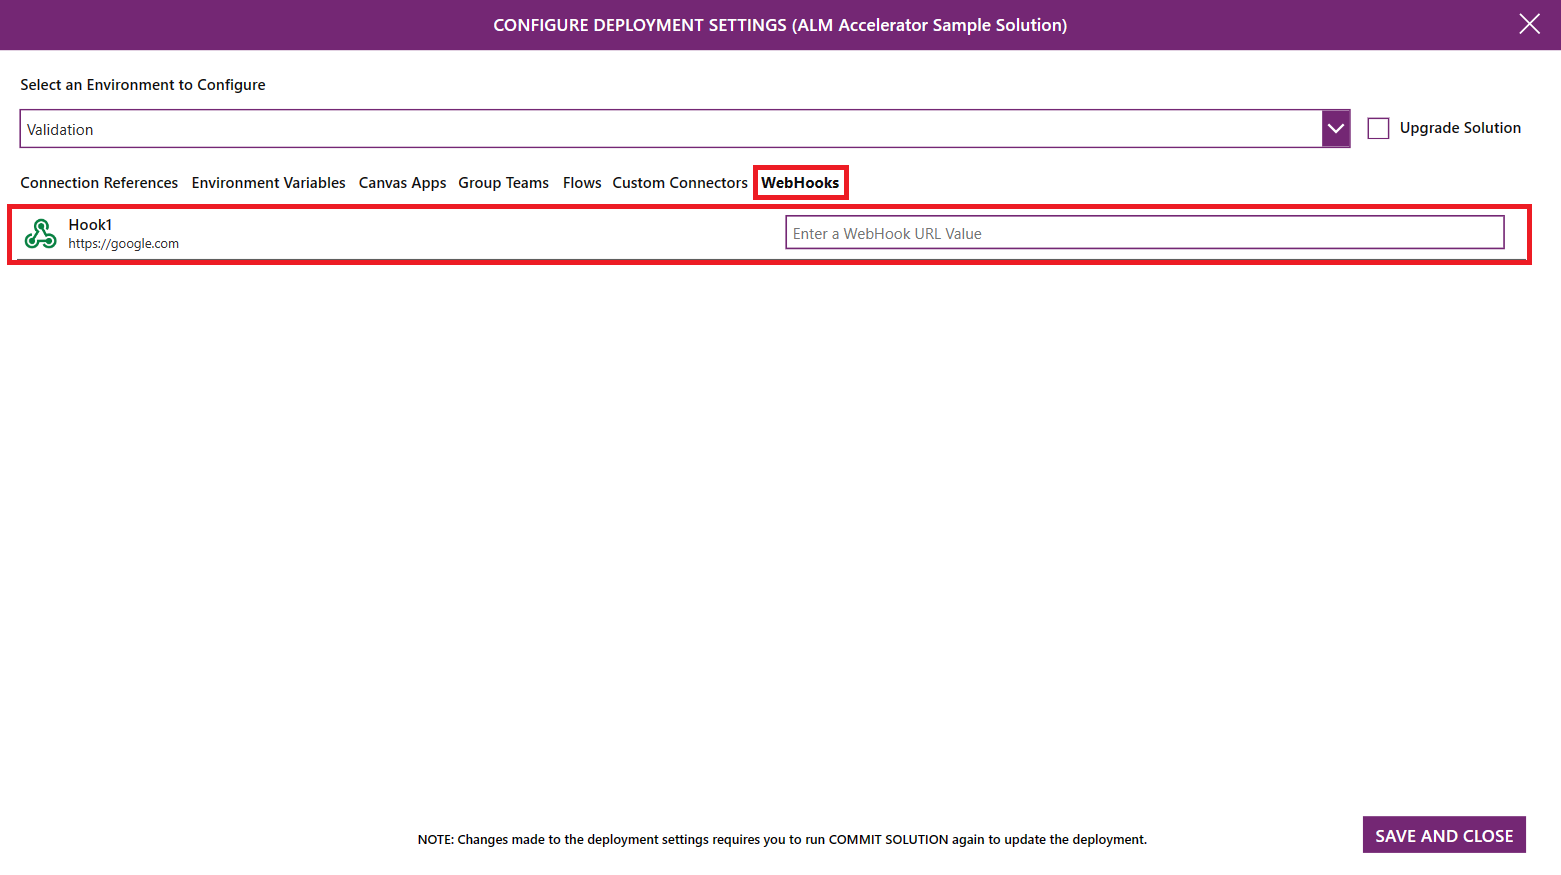 CONFIGURE DEPLOYMENT SETTINGS (ALM Accelerator Sample Solution)
Select an Environment to Configure
Validation
Upgrade Solution
Connection References Environment Variables Canvas Apps Group Teams Flows Custom Connectors WebHooks
Hook1
https://google.com
Enter a WebHook URL Value
NOTE: Changes made to the deployment settings requires you to run COMMIT SOLUTION again to update the deployment.
SAVE AND CLOSE